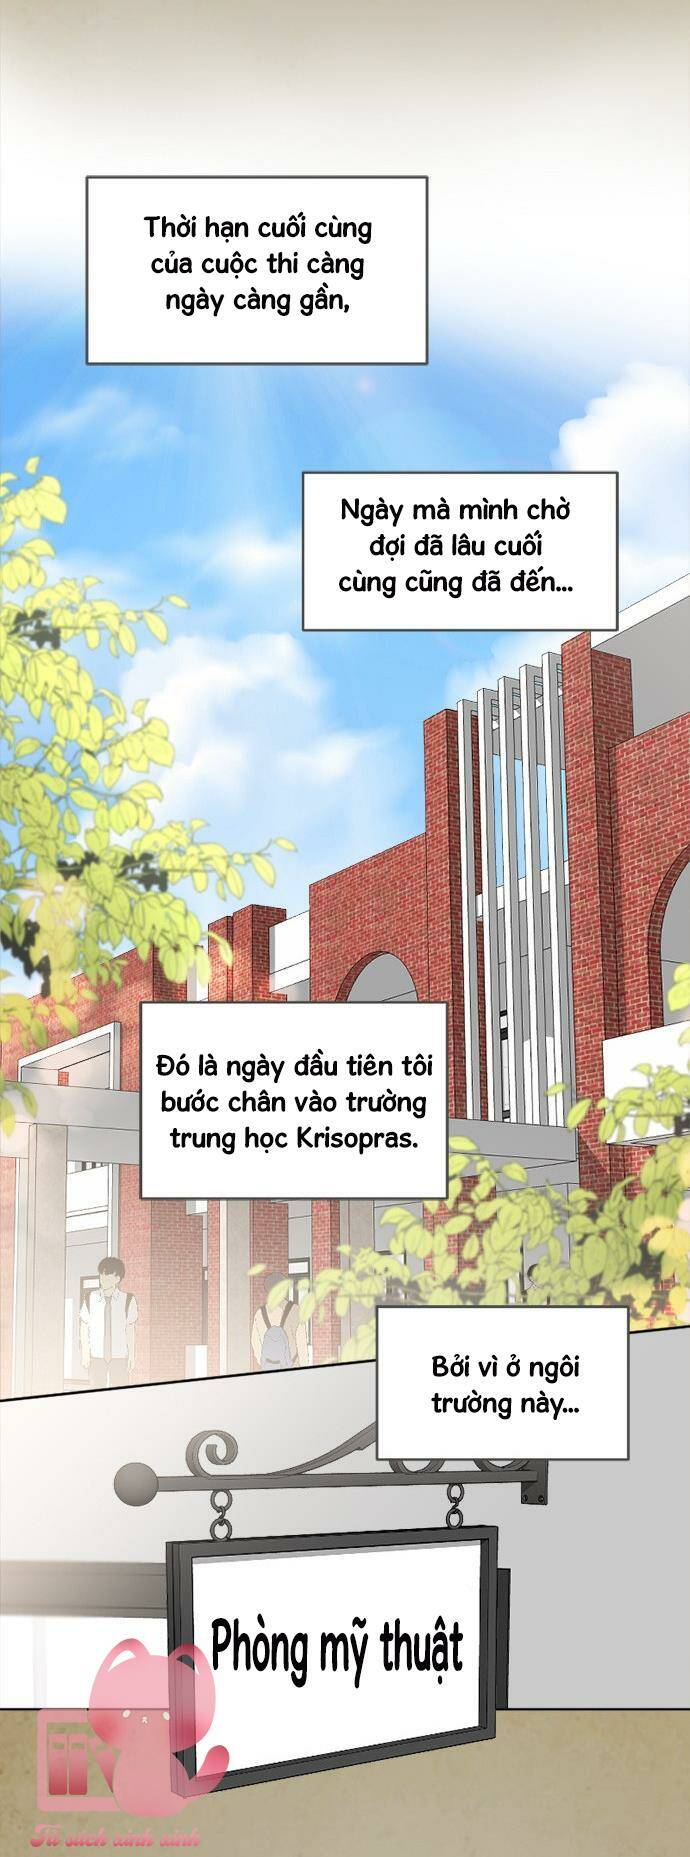 Thời hạn cuối cùng
của cuộc thi càng
ngày càng gần,
Ngày mà mình chờ
đợi đã lâu cuối
cùng cũng đã đến...
Đó là ngày đầu tiên tôi
bước chân vào trường
trung học Krisopras.
Bởi vì ở ngôi
trường này...
Phòng mỹ thuật
Tủ sách xinh xinh